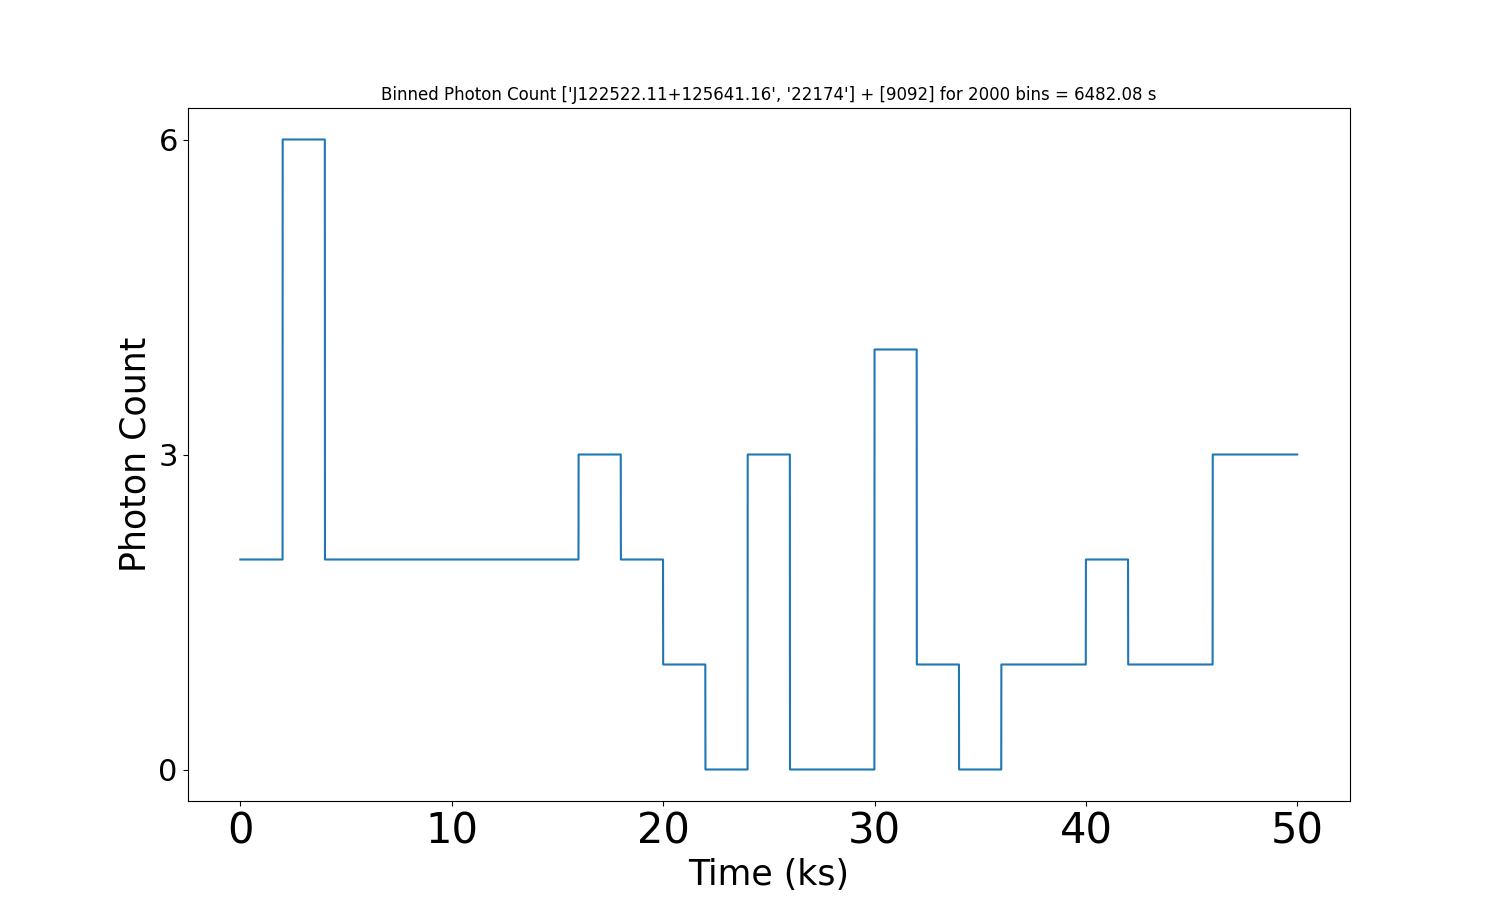 Binned Photon Count ['J122522.11+125641.16', '22174'] + [9092] for 2000 bins = 6482.08 s
6
3
0
Photon Count
0 10 20 30 40 50
Time (ks)